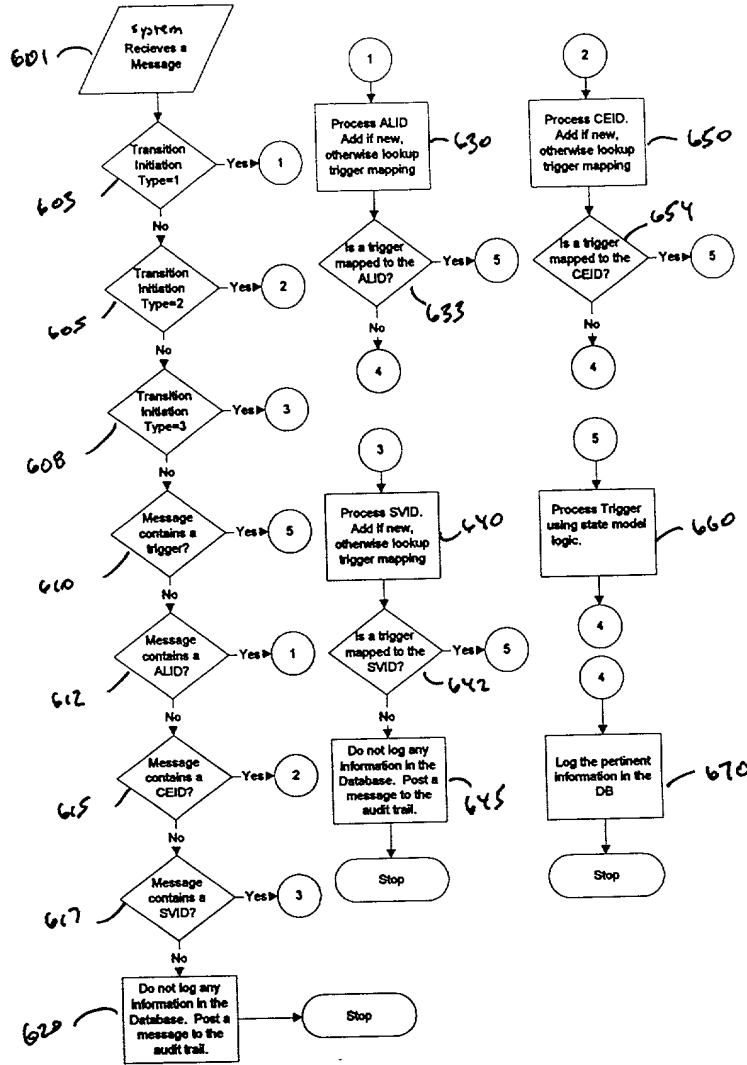 system
Recieves a
Message
601
Transition
Initiation
Type=1
Yes
1
603
No
Transition
Initiation
Type=2
Yes
2
605
No
Transition
Initiation
Type=3
Yes
3
608
No
Message
contains a
trigger?
Yes
5
610
No
Message
contains a
ALID?
Yes
1
612
No
Message
contains a
CEID?
Yes
2
615
No
Message
contains a
SVID?
Yes
3
617
No
Do not log any
information in the
Database. Post a
message to the
audit trail.
620
Stop
1
Process ALID
Add if new,
otherwise lookup
trigger mapping
630
Is a trigger
mapped to the
ALID?
Yes
5
633
No
4
3
Process SVID.
Add if new,
otherwise lookup
trigger mapping
640
Is a trigger
mapped to the
SVID?
Yes
5
642
No
Do not log any
information in the
Database. Post a
message to the
audit trail.
645
Stop
2
Process CEID.
Add if new,
otherwise lookup
trigger mapping
650
654
Is a trigger
mapped to the
CEID?
Yes
5
No
4
5
Process Trigger
using state model
logic.
660
4
4
Log the pertinent
information in the
DB
670
Stop